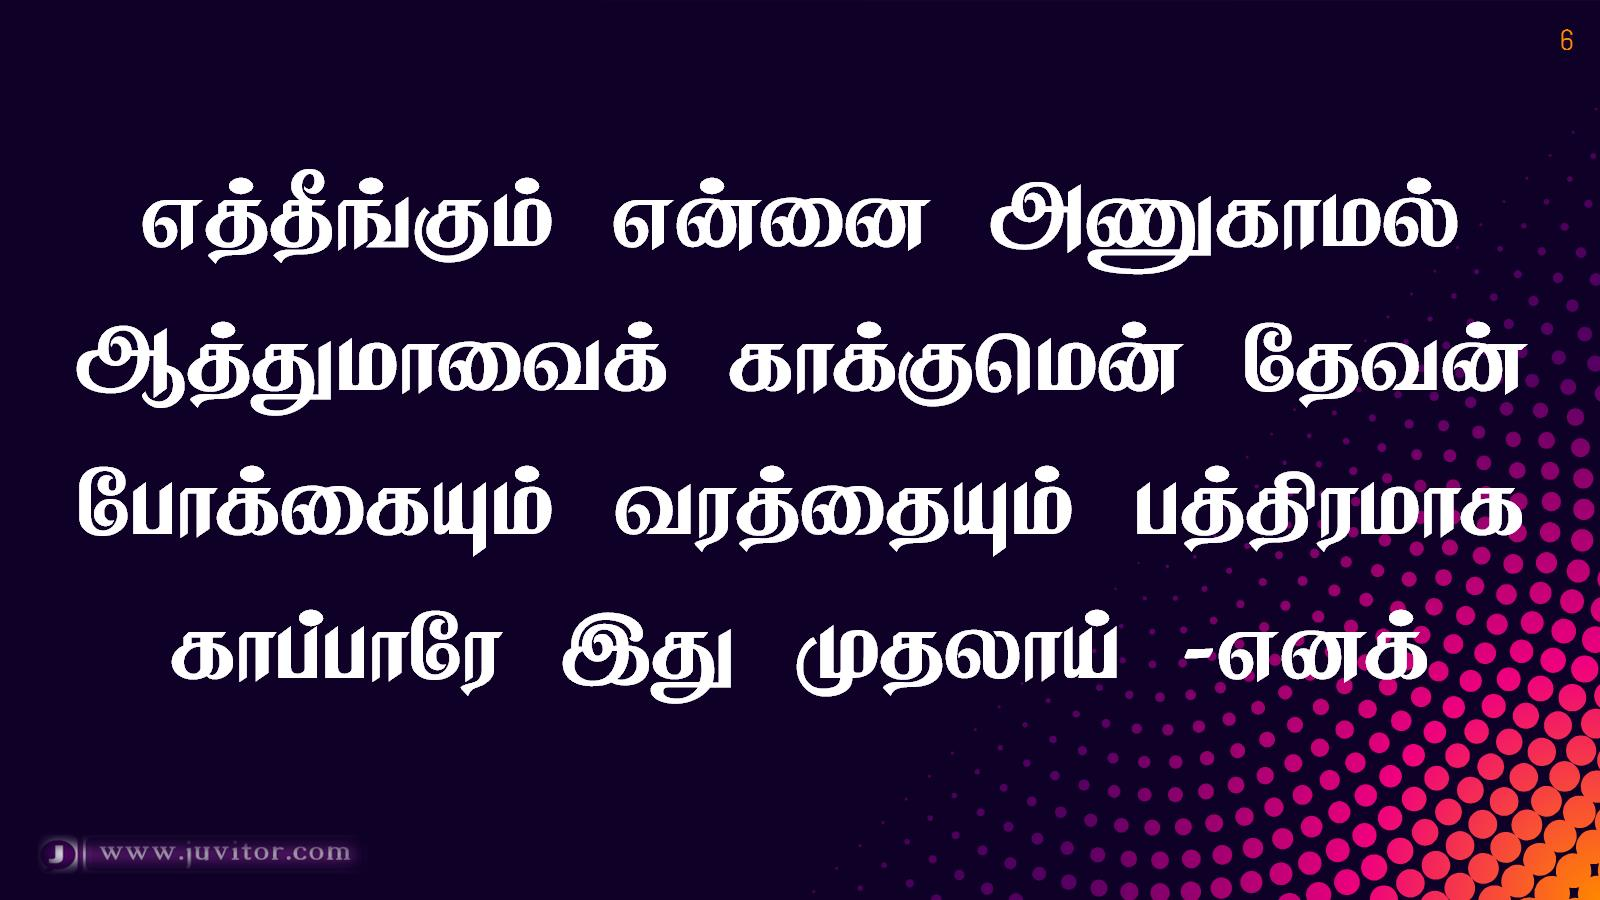 6
எத்தீங்கும் என்னை அணுகாமல்
ஆத்துமாவைக் காக்குமென் தேவன்
போக்கையும் வரத்தையும் பத்திரமாக
காப்பாரே இது முதலாய் -எனக்
www.juvitor.com